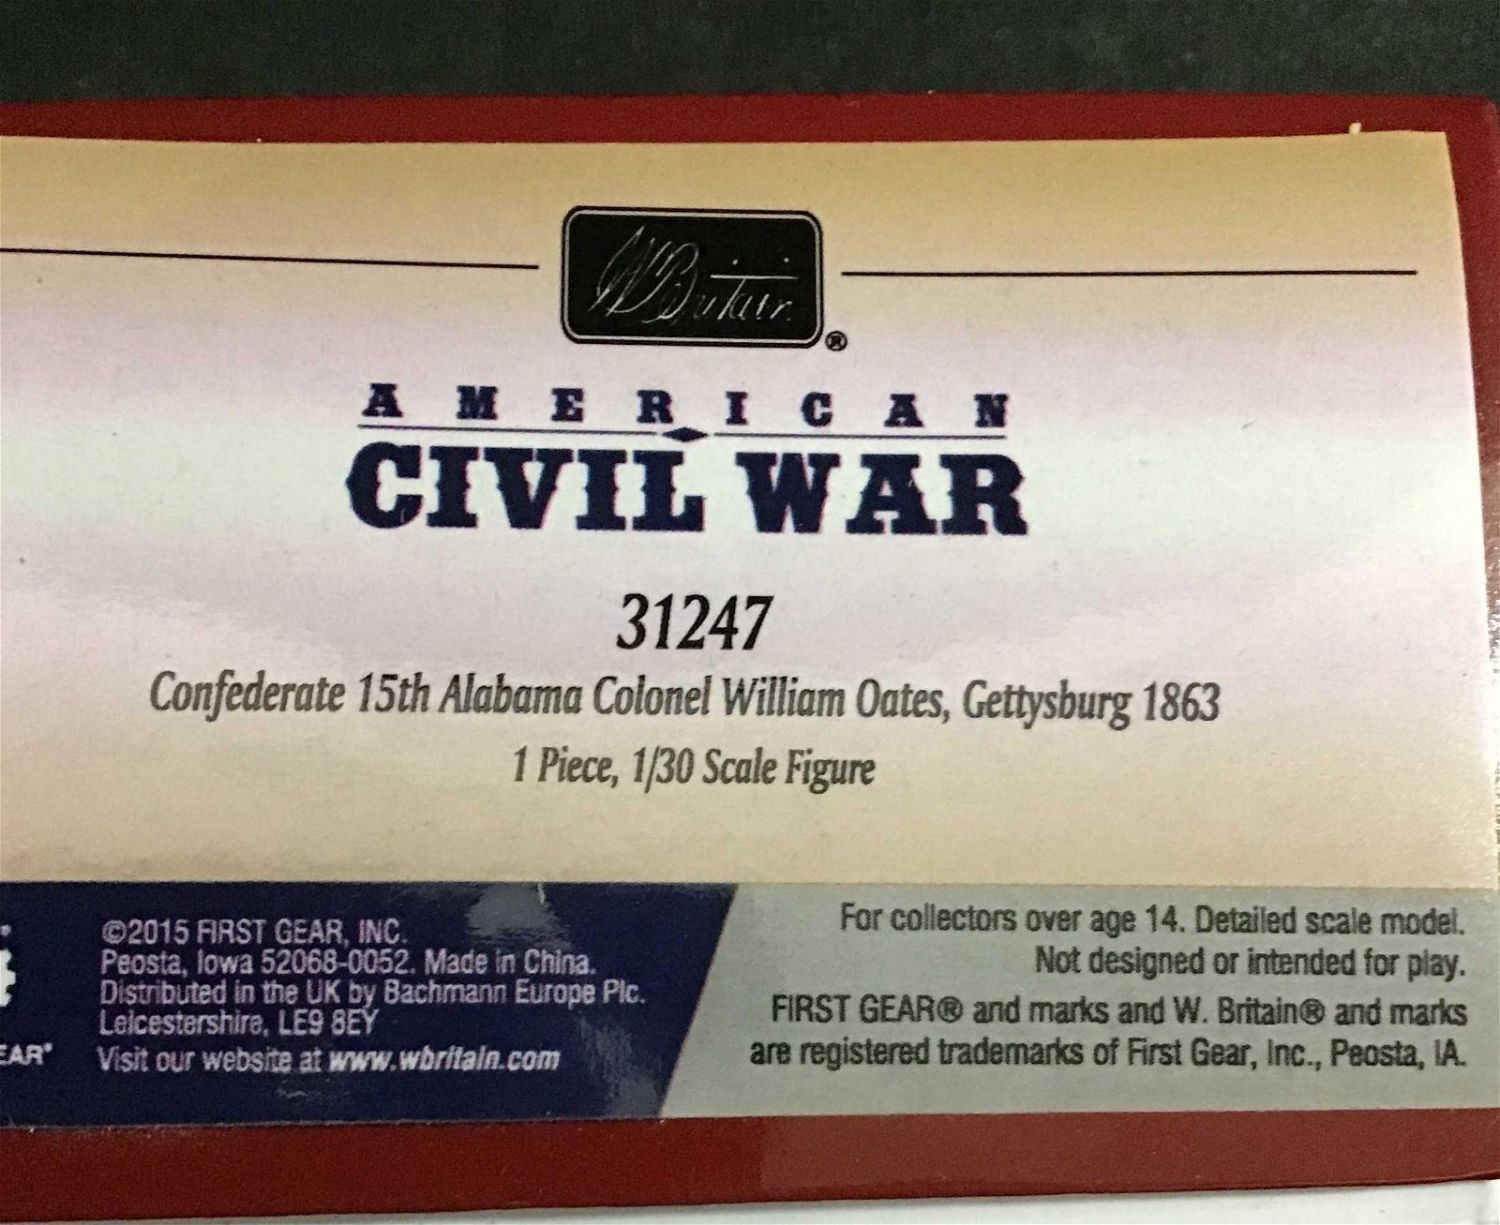 W Britain
®
AMERICAN
CIVIL WAR
31247
Confederate 15th Alabama Colonel William Oates, Gettysburg 1863
1 Piece, 1/30 Scale Figure
©2015 FIRST GEAR, INC.
Peosta, Iowa 52068-0052. Made in China.
Distributed in the UK by Bachmann Europe Plc.
Leicestershire, LE9 8EY
EAR®
Visit our website at www.wbritain.com
For collectors over age 14. Detailed scale model.
Not designed or intended for play.
FIRST GEAR® and marks and W. Britain® and marks
are registered trademarks of First Gear, Inc., Peosta, IA.